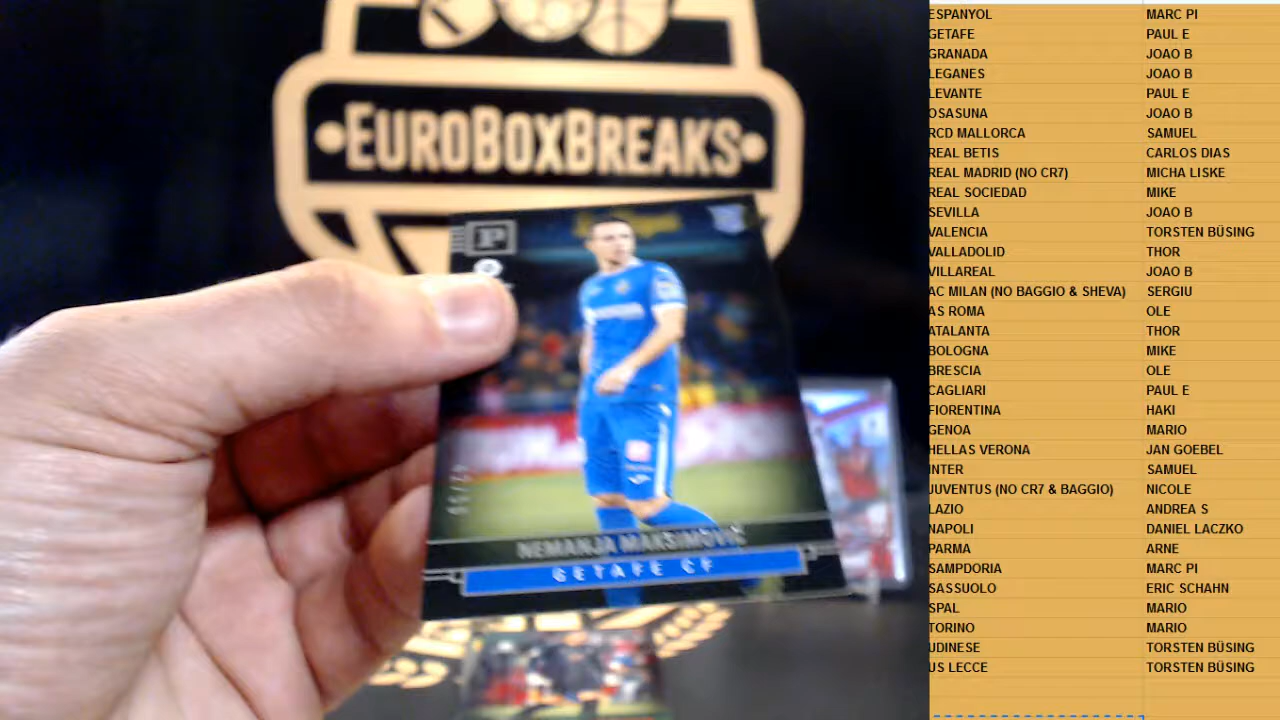 EUROBOXBREAKS
P
NEMANJA MAKSIMOVIĆ
GETAFE CF
ESPANYOL MARC PI
GETAFE PAUL E
GRANADA JOAO B
LEGANES JOAO B
LEVANTE PAUL E
OSASUNA JOAO B
RCD MALLORCA SAMUEL
REAL BETIS CARLOS DIAS
REAL MADRID (NO CR7) MICHA LISKE
REAL SOCIEDAD MIKE
SEVILLA JOAO B
VALENCIA TORSTEN BÜSING
VALLADOLID THOR
VILLAREAL JOAO B
AC MILAN (NO BAGGIO & SHEVA) SERGIU
AS ROMA OLE
ATALANTA THOR
BOLOGNA MIKE
BRESCIA OLE
CAGLIARI PAUL E
FIORENTINA HAKI
GENOA MARIO
HELLAS VERONA JAN GOEBEL
INTER SAMUEL
JUVENTUS (NO CR7 & BAGGIO) NICOLE
LAZIO ANDREA S
NAPOLI DANIEL LACZKO
PARMA ARNE
SAMPDORIA MARC PI
SASSUOLO ERIC SCHAHN
SPAL MARIO
TORINO MARIO
UDINESE TORSTEN BÜSING
US LECCE TORSTEN BÜSING